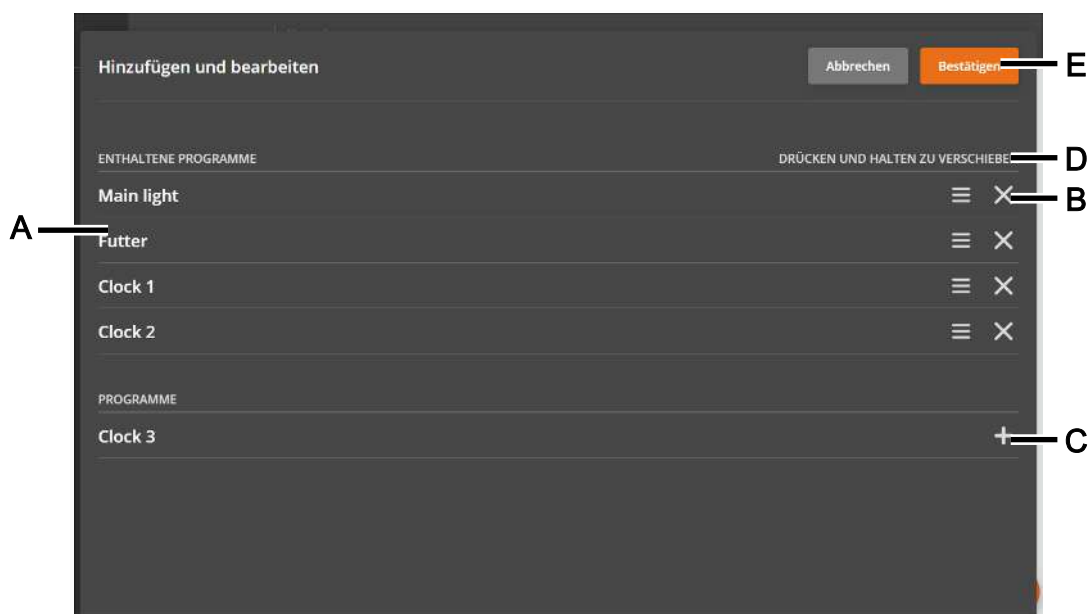 Hinzufügen und bearbeiten Abbrechen Bestätigen E
ENTHALTENE PROGRAMME DRÜCKEN UND HALTEN ZU VERSCHIEBEN D
Main light B
A Futter
Clock 1
Clock 2
PROGRAMME
Clock 3 C